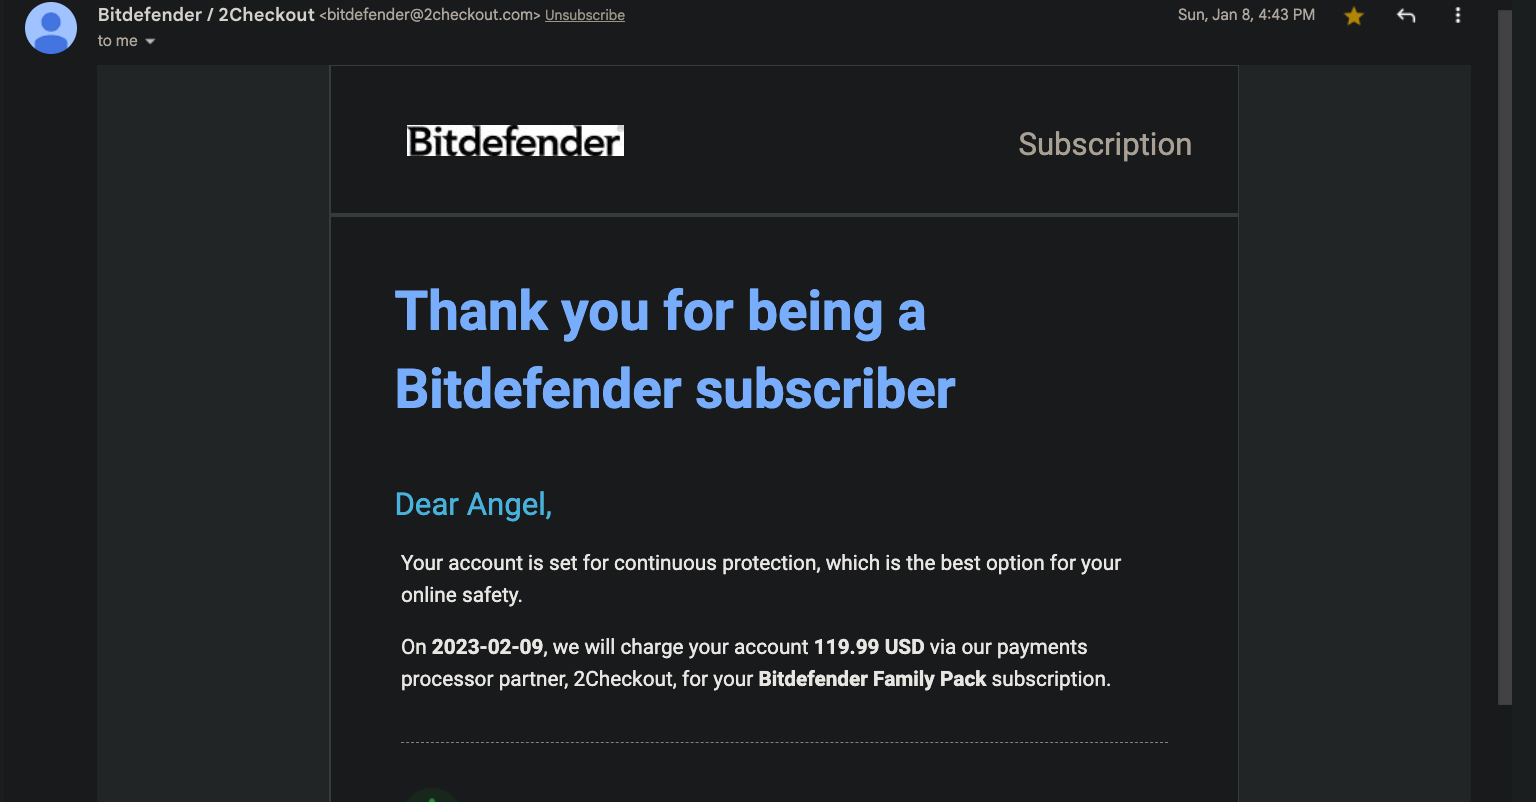 Bitdefender / 2Checkout <bitdefender@2checkout.com> Unsubscribe
Sun, Jan 8, 4:43 PM
to me
Bitdefender
Subscription
Thank you for being a
Bitdefender subscriber
Dear Angel,
Your account is set for continuous protection, which is the best option for your
online safety.
On 2023-02-09, we will charge your account 119.99 USD via our payments
processor partner, 2Checkout, for your Bitdefender Family Pack subscription.